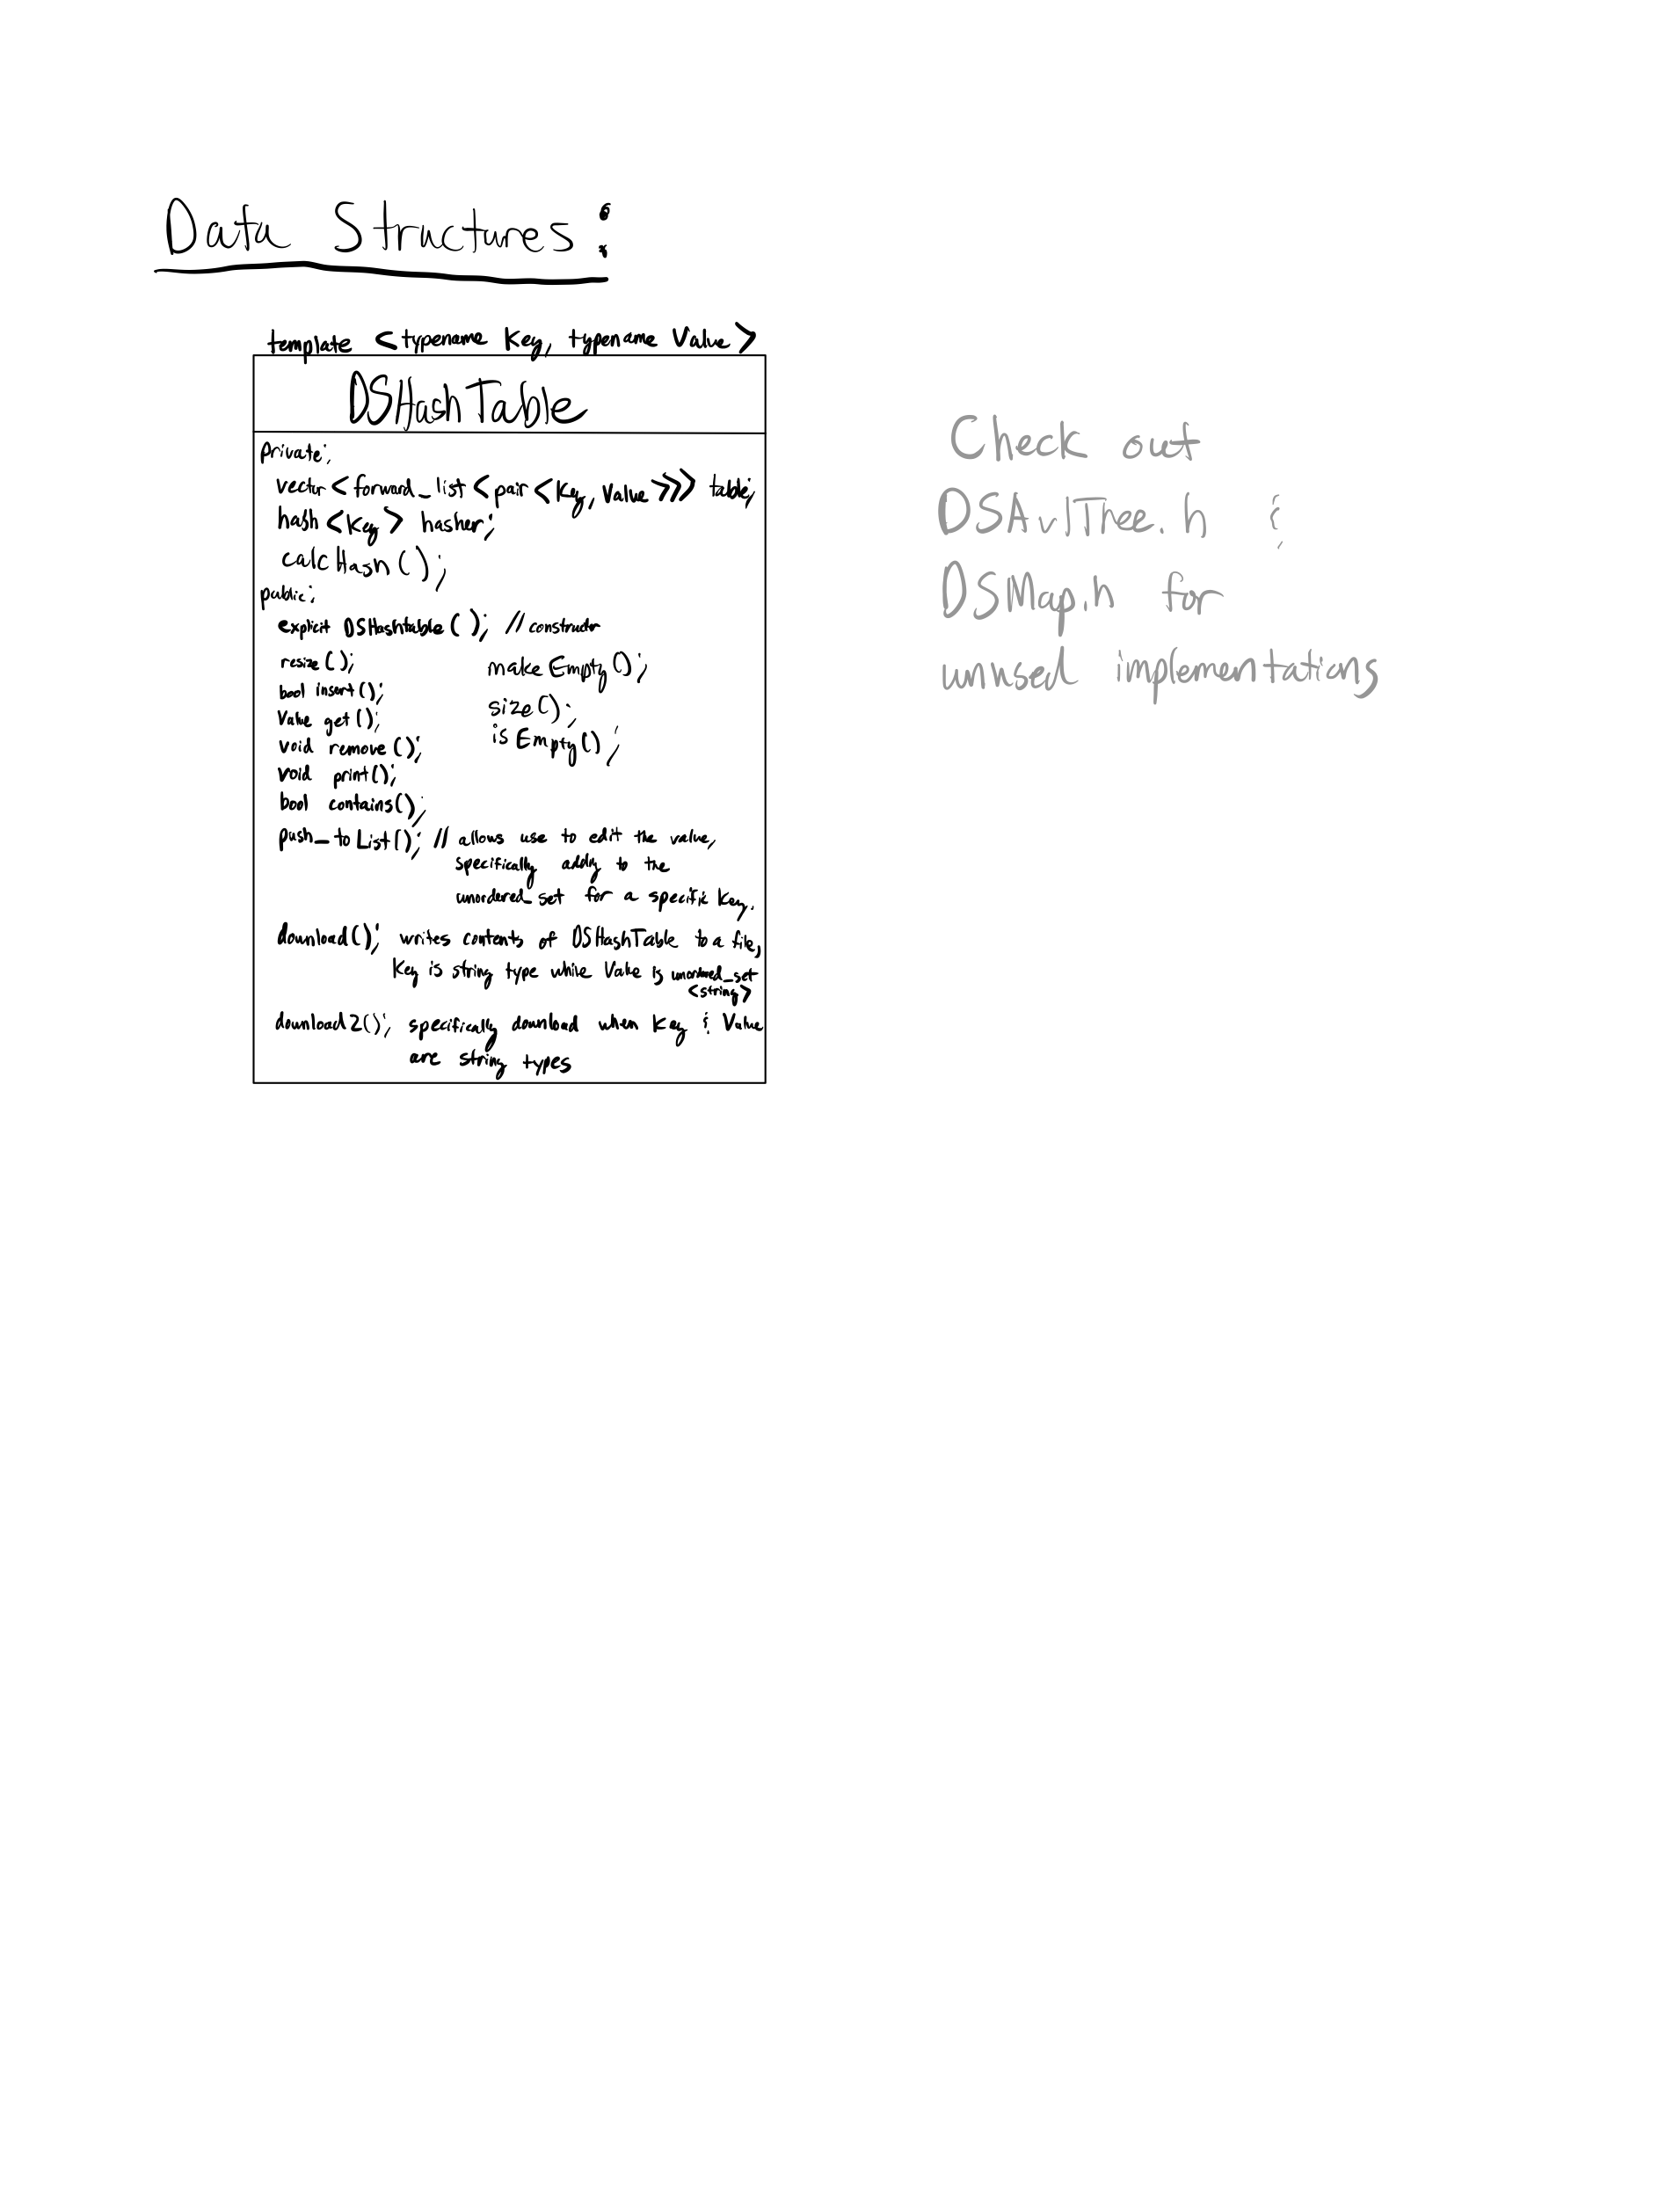 Data Structures:
template <typename Key, typename Value>
DSHashTable
Private:
vector<forward_list<pair<Key, Value>>> table;
hash<Key> hasher;
calcHash();
public:
explicit DSHashtable(); // constructor
resize();
bool insert();
Value get();
void remove();
void print();
bool contains();
makeEmpty();
size();
isEmpty();
push_to List(); // allows use to edit the value,
specifically adding to the
unordered_set for a specific key.
download(); writes contents of DSHashTable to a file,
Key is string type while Value is unordered_set
<string>
download2(); specifically download when Key & Value
are string types
Check out
DSAvlTree.h &
DSMap.h for
unused implementations